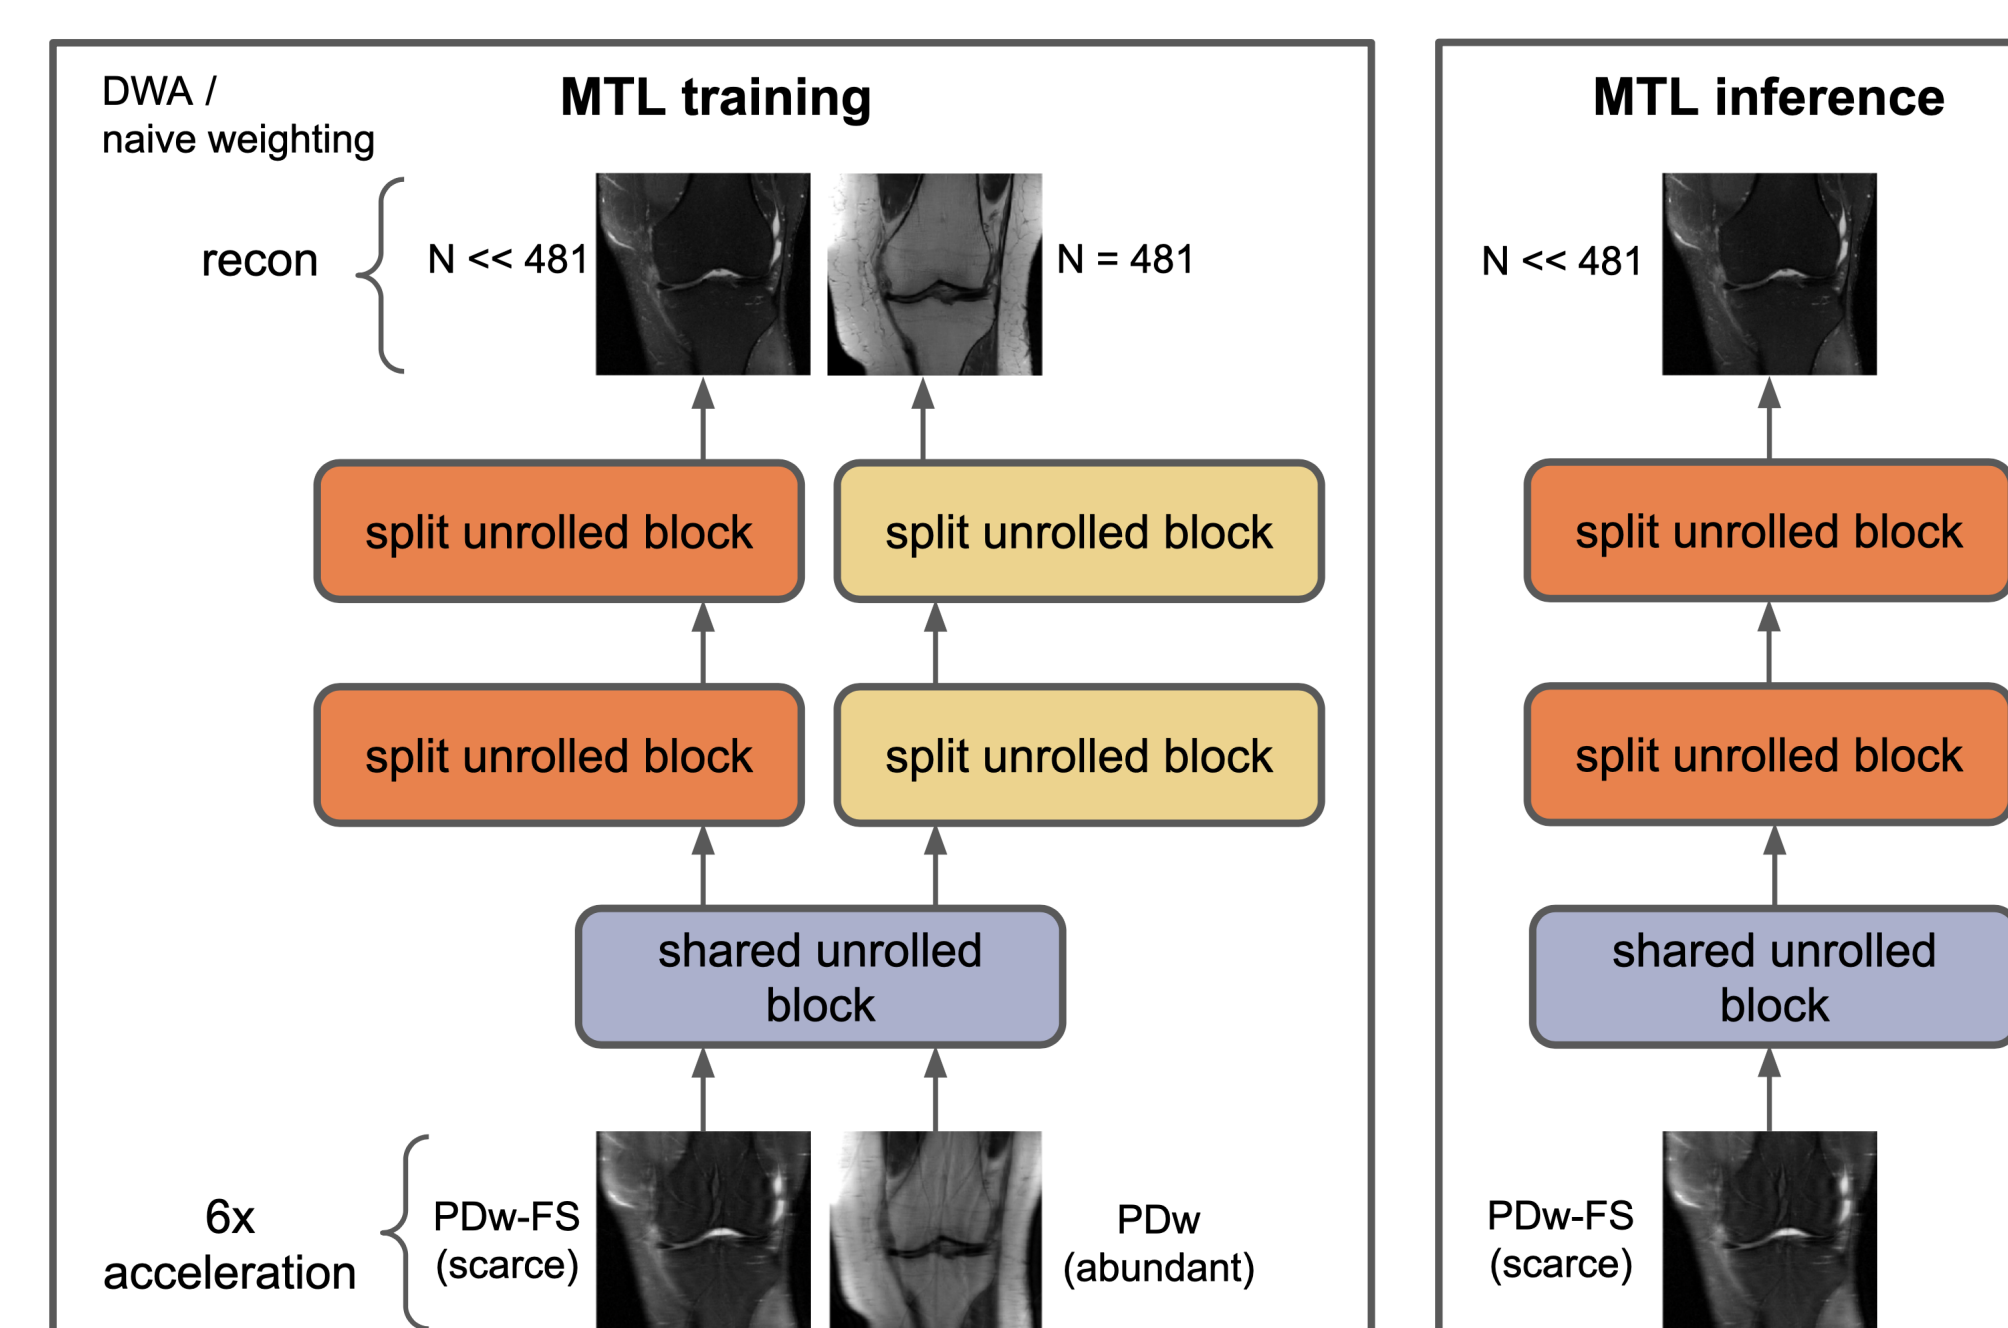 DWA /
naive weighting
MTL training
recon
N << 481
N = 481
split unrolled block
split unrolled block
split unrolled block
split unrolled block
shared unrolled
block
6x
acceleration
PDw-FS
(scarce)
PDw
(abundant)
MTL inference
N << 481
split unrolled block
split unrolled block
shared unrolled
block
PDw-FS
(scarce)